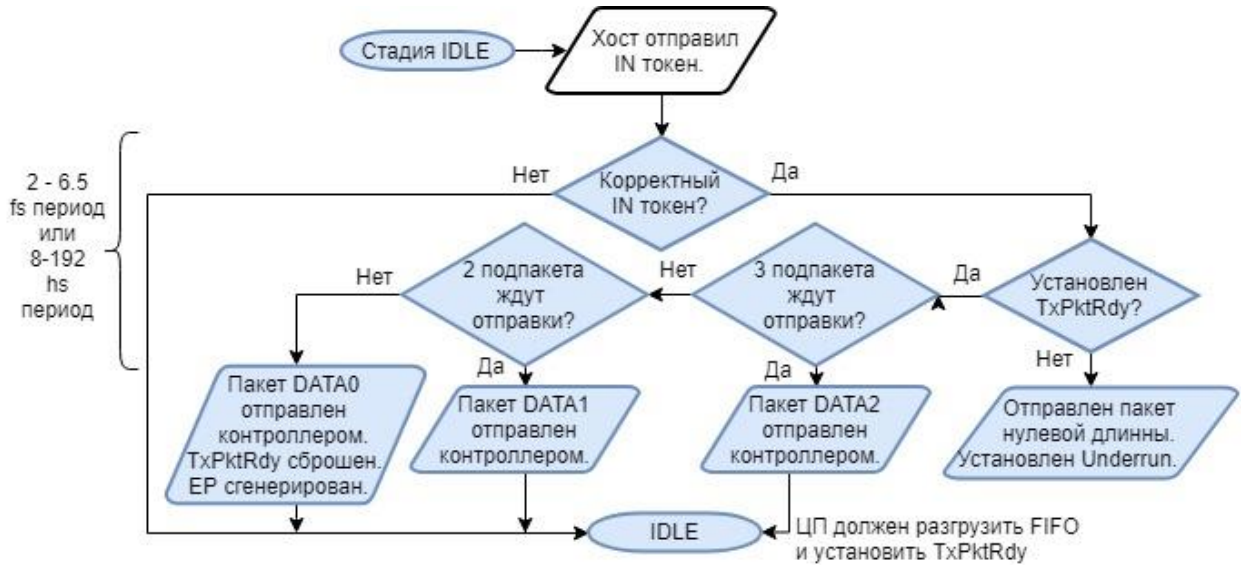 Стадия IDLE
Хост отправил
IN токен.
Нет
Корректный
IN токен?
Да
2 - 6.5
fs период
или
8-192
hs
период
Нет
2 подпакета
ждут
отправки?
Нет
3 подпакета
ждут
отправки?
Да
Установлен
TxPktRdy?
Да
Да
Нет
Пакет DATA0
отправлен
контроллером.
TxPktRdy сброшен.
EP сгенерирован.
Пакет DATA1
отправлен
контроллером.
Пакет DATA2
отправлен
контроллером.
Отправлен пакет
нулевой длинны.
Установлен Underrun.
IDLE
ЦП должен разгрузить FIFO
и установить TxPktRdy